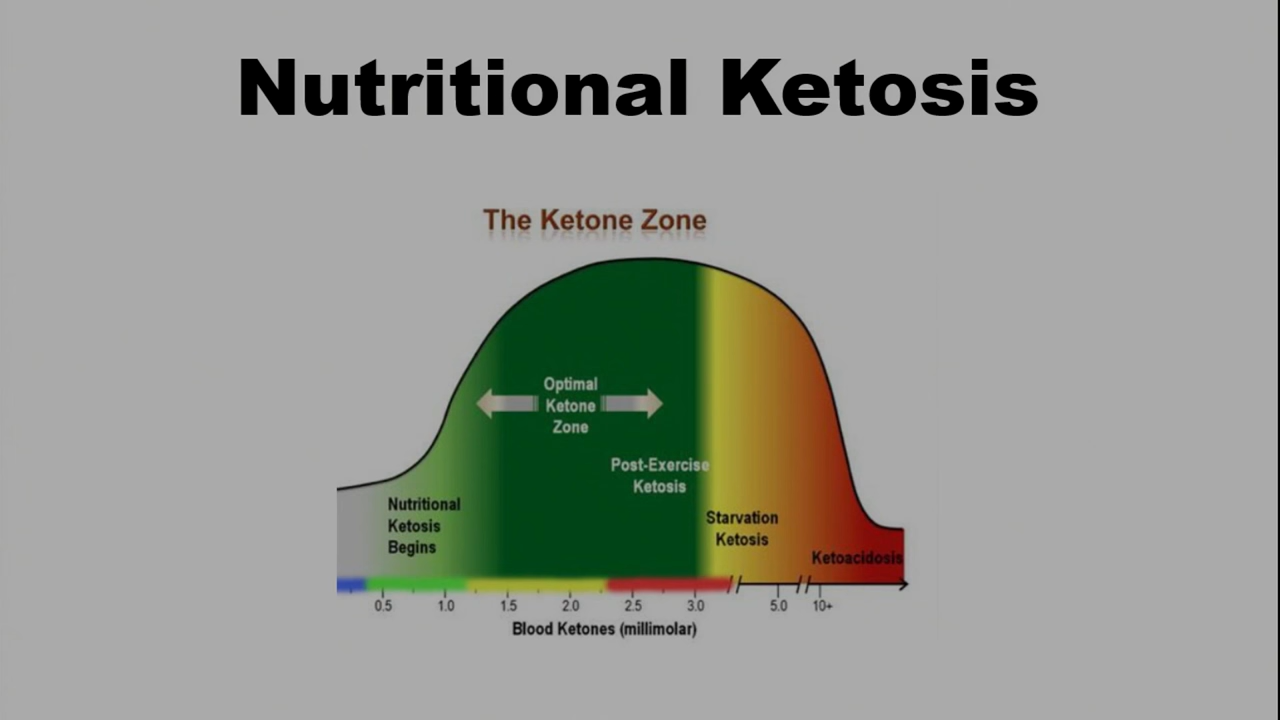 Nutritional Ketosis
The Ketone Zone
Optimal
Ketone
Zone
Post-Exercise
Ketosis
Nutritional
Ketosis
Begins
Starvation
Ketosis
Ketoacidosis
0.5 1.0 1.5 2.0 2.5 3.0 5.0 10+
Blood Ketones (millimolar)